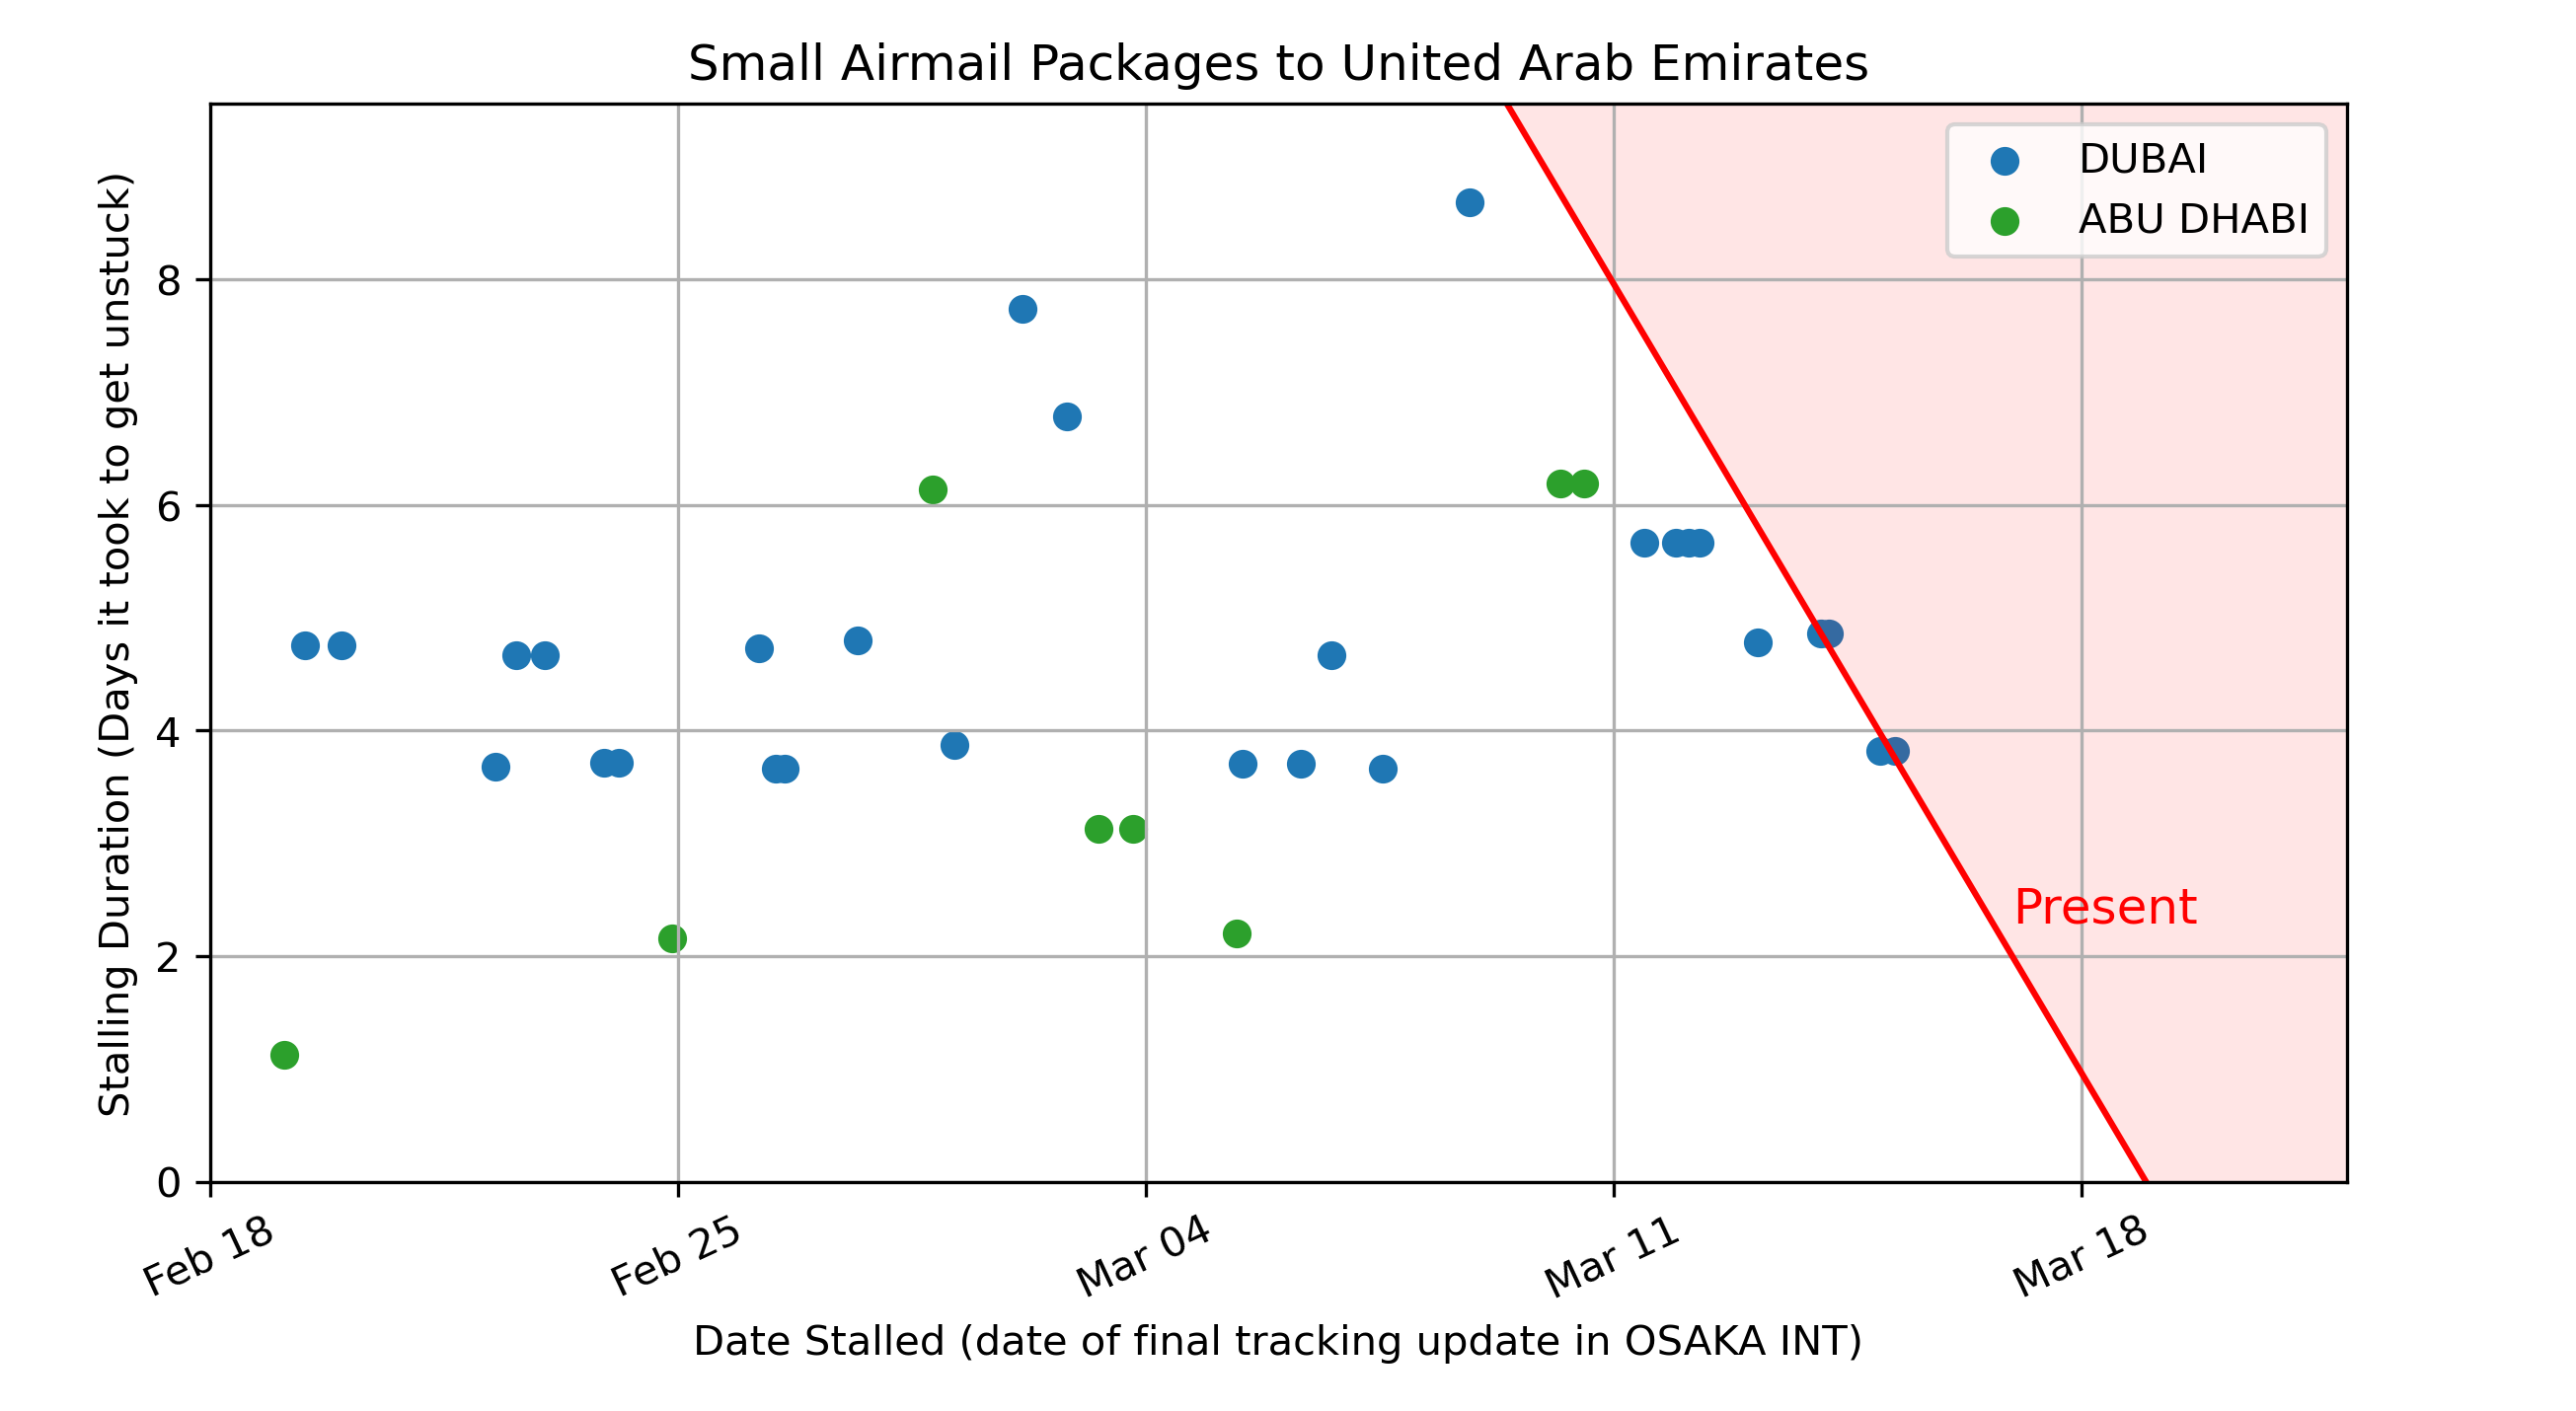 Small Airmail Packages to United Arab Emirates
DUBAI
ABU DHABI
Stalling Duration (Days it took to get unstuck)
8
6
4
2
0
Present
Feb 18
Feb 25
Mar 04
Mar 11
Mar 18
Date Stalled (date of final tracking update in OSAKA INT)